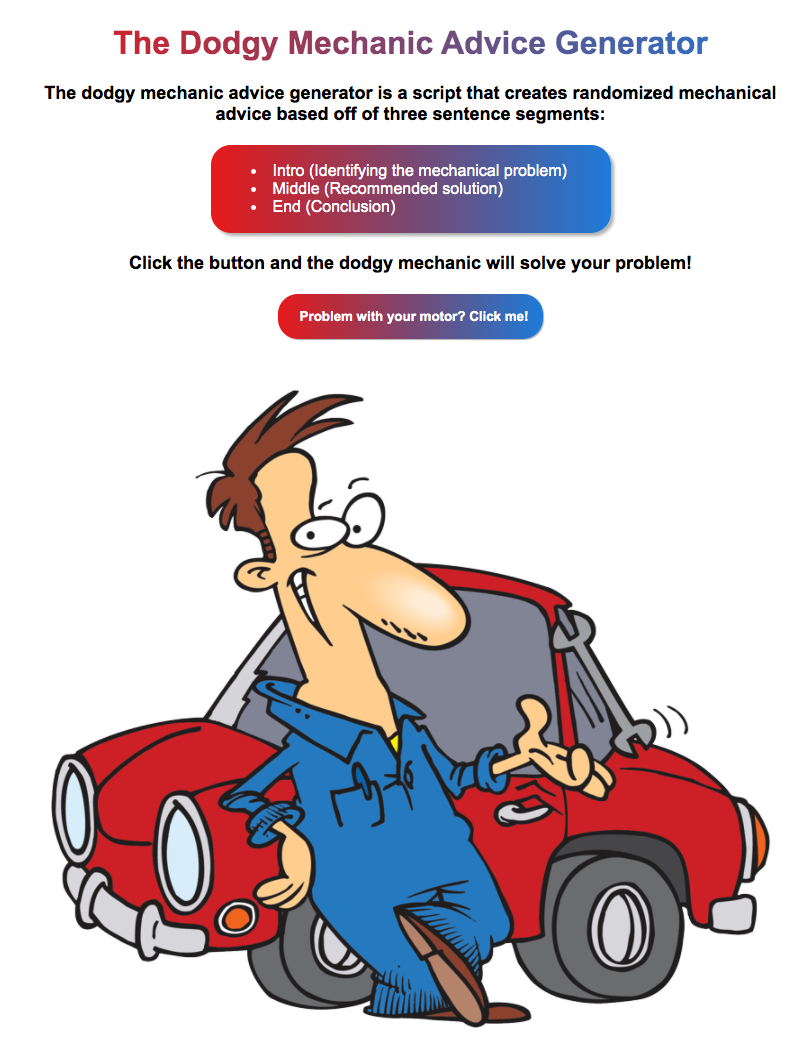 The Dodgy Mechanic Advice Generator
The dodgy mechanic advice generator is a script that creates randomized mechanical
advice based off of three sentence segments:
• Intro (Identifying the mechanical problem)
• Middle (Recommended solution)
• End (Conclusion)
Click the button and the dodgy mechanic will solve your problem!
Problem with your motor? Click me!